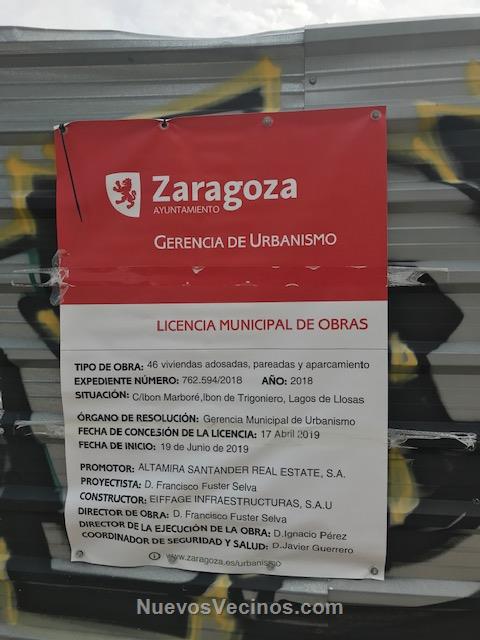 Zaragoza
AYUNTAMIENTO
GERENCIA DE URBANISMO
LICENCIA MUNICIPAL DE OBRAS
TIPO DE OBRA: 46 viviendas adosadas, pareadas y aparcamiento
EXPEDIENTE NÚMERO: 762.594/2018 AÑO: 2018
SITUACIÓN: C/Ibon Marboré,Ibon de Trigoniero, Lagos de Llosas
ÓRGANO DE RESOLUCIÓN: Gerencia Municipal de Urbanismo
FECHA DE CONCESIÓN DE LA LICENCIA: 17 Abril 2019
FECHA DE INICIO: 19 de Junio de 2019
PROMOTOR: ALTAMIRA SANTANDER REAL ESTATE, S.A.
PROYECTISTA: D. Francisco Fuster Selva
CONSTRUCTOR: EIFFAGE INFRAESTRUCTURAS, S.A.U
DIRECTOR DE OBRA: D. Francisco Fuster Selva
DIRECTOR DE LA EJECUCIÓN DE LA OBRA: D.Ignacio Pérez
COORDINADOR DE SEGURIDAD Y SALUD: D.Javier Guerrero
www.zaragoza.es/urbanismo
NuevosVecinos.com